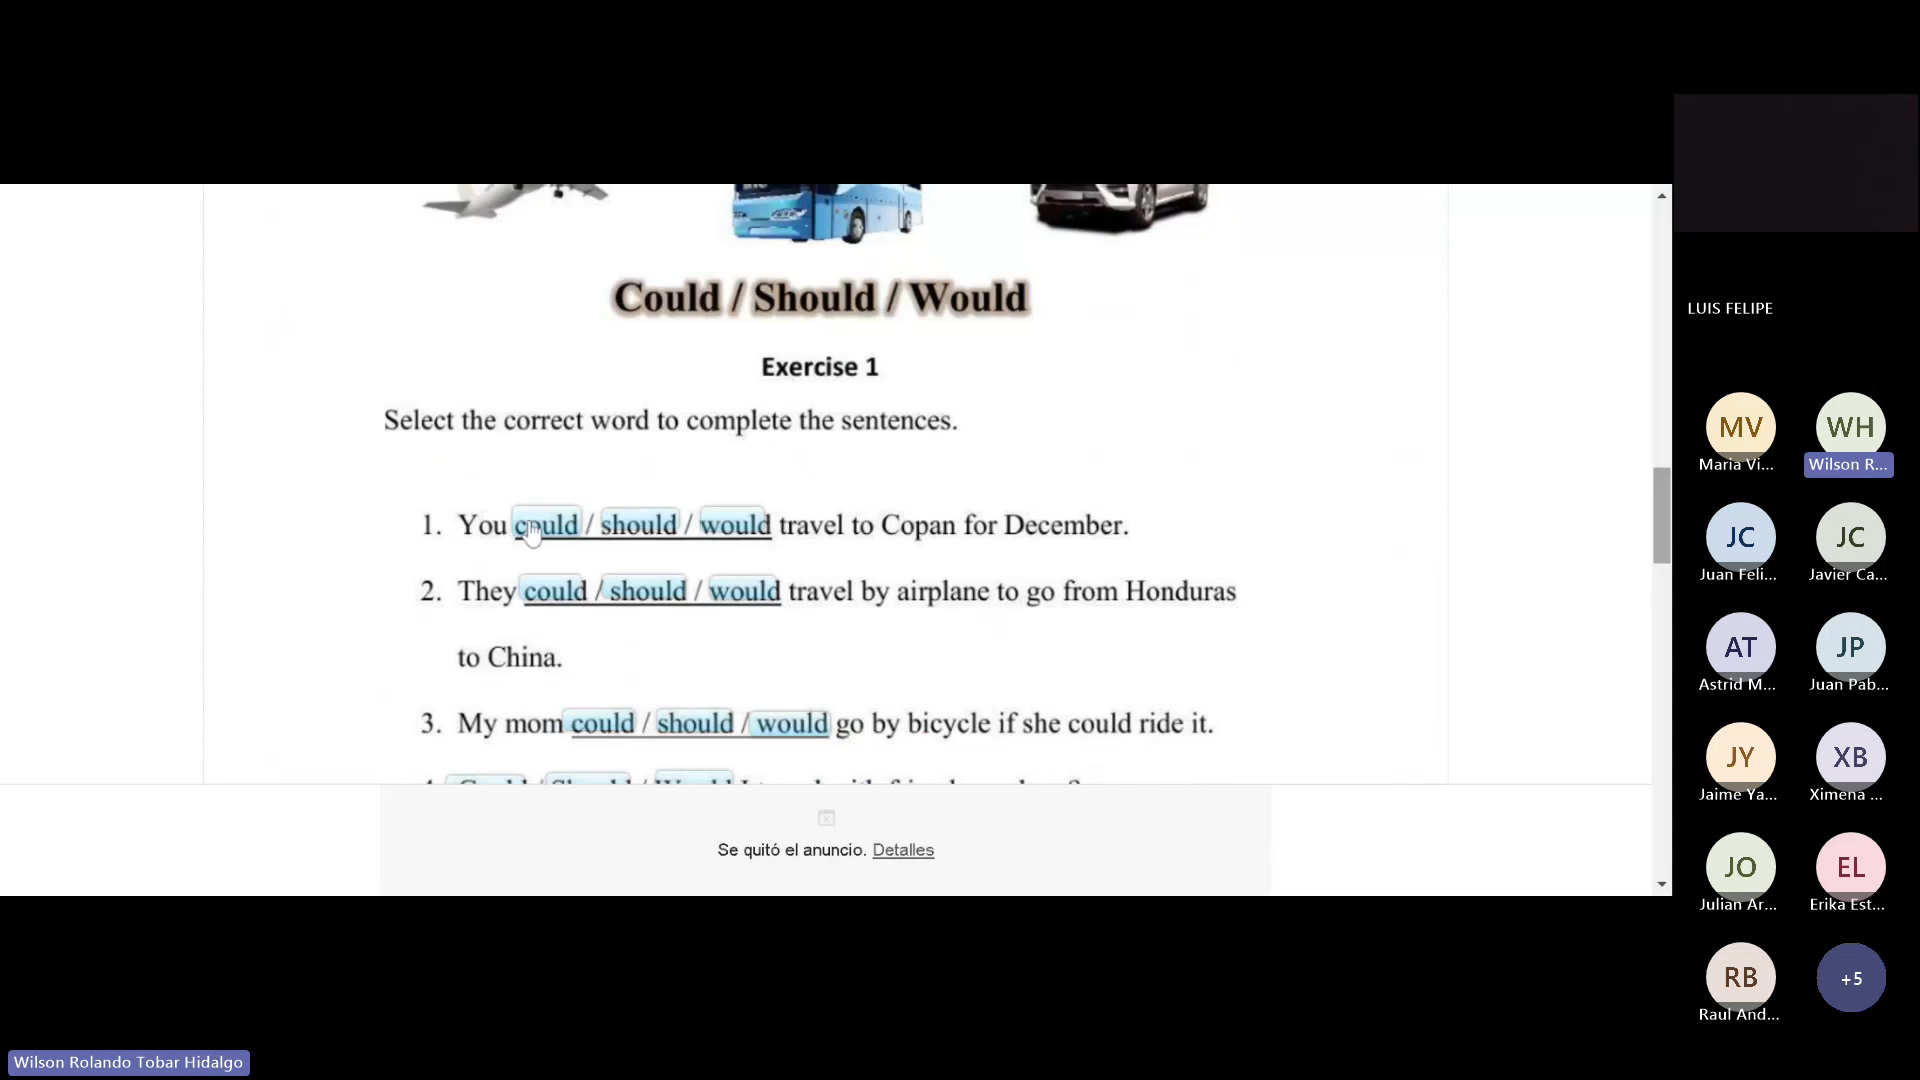 Could / Should / Would
Exercise 1
Select the correct word to complete the sentences.
1. You could / should / would travel to Copan for December.
2. They could / should / would travel by airplane to go from Honduras
to China.
3. My mom could / should / would go by bicycle if she could ride it.
Se quitó el anuncio. Detalles
LUIS FELIPE
MV
WH
Maria Vi...
Wilson R...
JC
JC
Juan Feli...
Javier Ca...
AT
JP
Astrid M...
Juan Pab...
JY
XB
Jaime Ya...
Ximena ...
JO
EL
Julian Ar...
Erika Est...
RB
+5
Raul And...
Wilson Rolando Tobar Hidalgo